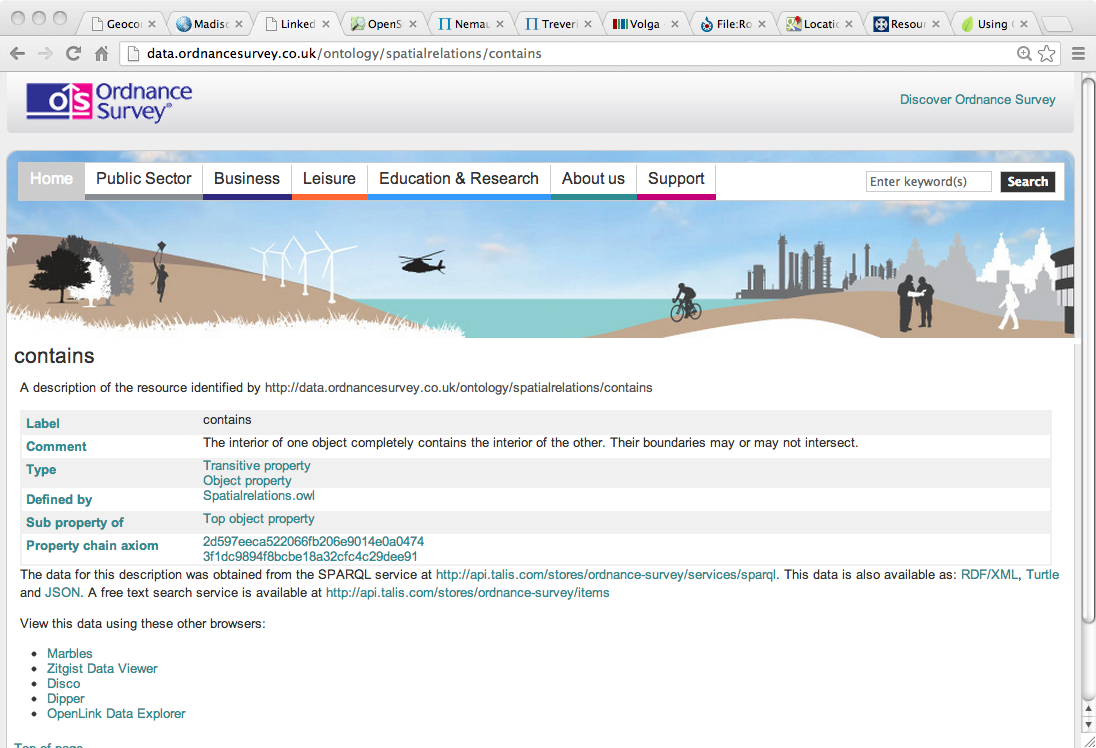 Geocor
Madisc
Linked
OpenS
Nemau
Treveri
Volga
File:Ro
Locatio
Resour
Using
data.ordnancesurvey.co.uk/ontology/spatialrelations/contains
Ordnance
Survey®
Discover Ordnance Survey
Home Public Sector Business Leisure Education & Research About us Support Enter keyword(s) Search
contains
A description of the resource identified by http://data.ordnancesurvey.co.uk/ontology/spatialrelations/contains
Label contains
Comment The interior of one object completely contains the interior of the other. Their boundaries may or may not intersect.
Type Transitive property
Object property
Defined by Spatialrelations.owl
Sub property of Top object property
Property chain axiom 2d597eeca522066fb206e9014e0a0474
3f1dc9894f8bcbe18a32cfc4c29dee91
The data for this description was obtained from the SPARQL service at http://api.talis.com/stores/ordnance-survey/services/sparql. This data is also available as: RDF/XML, Turtle
and JSON. A free text search service is available at http://api.talis.com/stores/ordnance-survey/items
View this data using these other browsers:
• Marbles
• Zitgist Data Viewer
• Disco
• Dipper
• OpenLink Data Explorer
Top of page